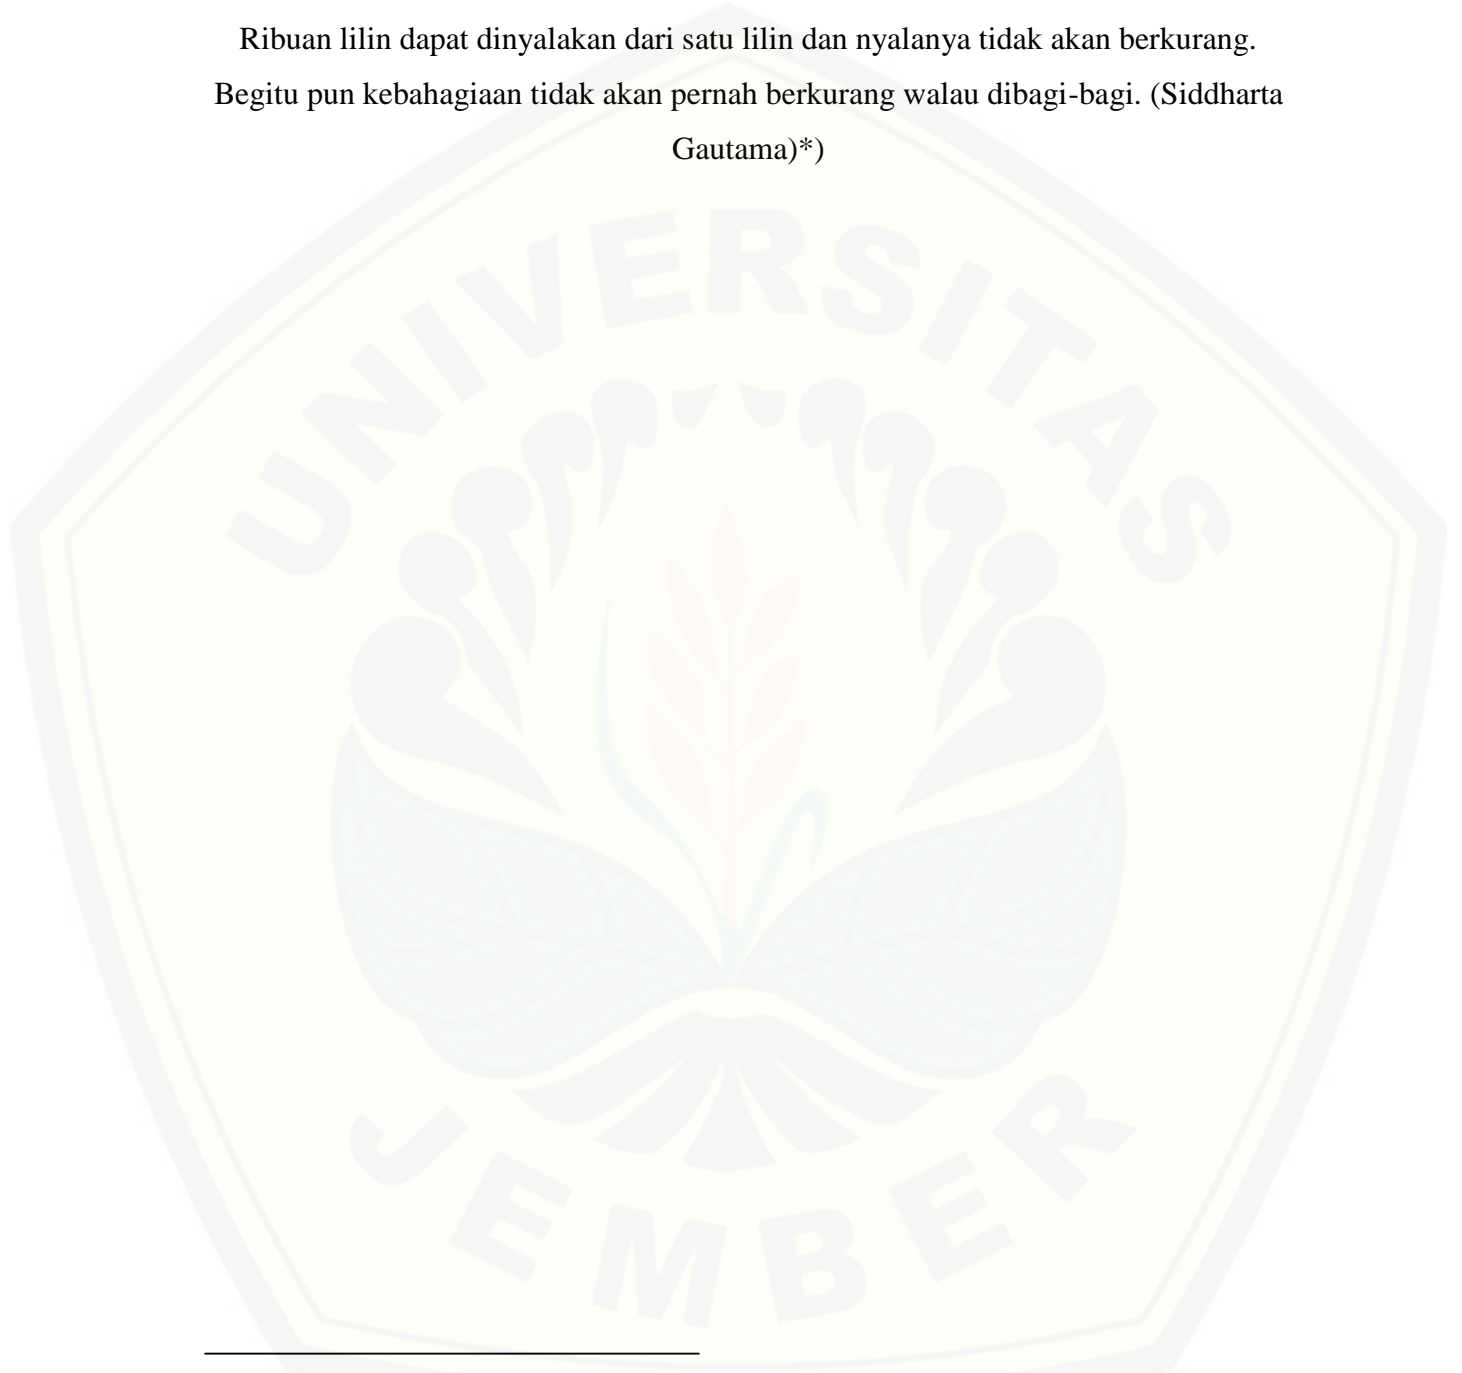 Ribuan lilin dapat dinyalakan dari satu lilin dan nyalanya tidak akan berkurang.
Begitu pun kebahagiaan tidak akan pernah berkurang walau dibagi-bagi. (Siddharta
Gautama)*)
UNIVERSITAS
JEMBER